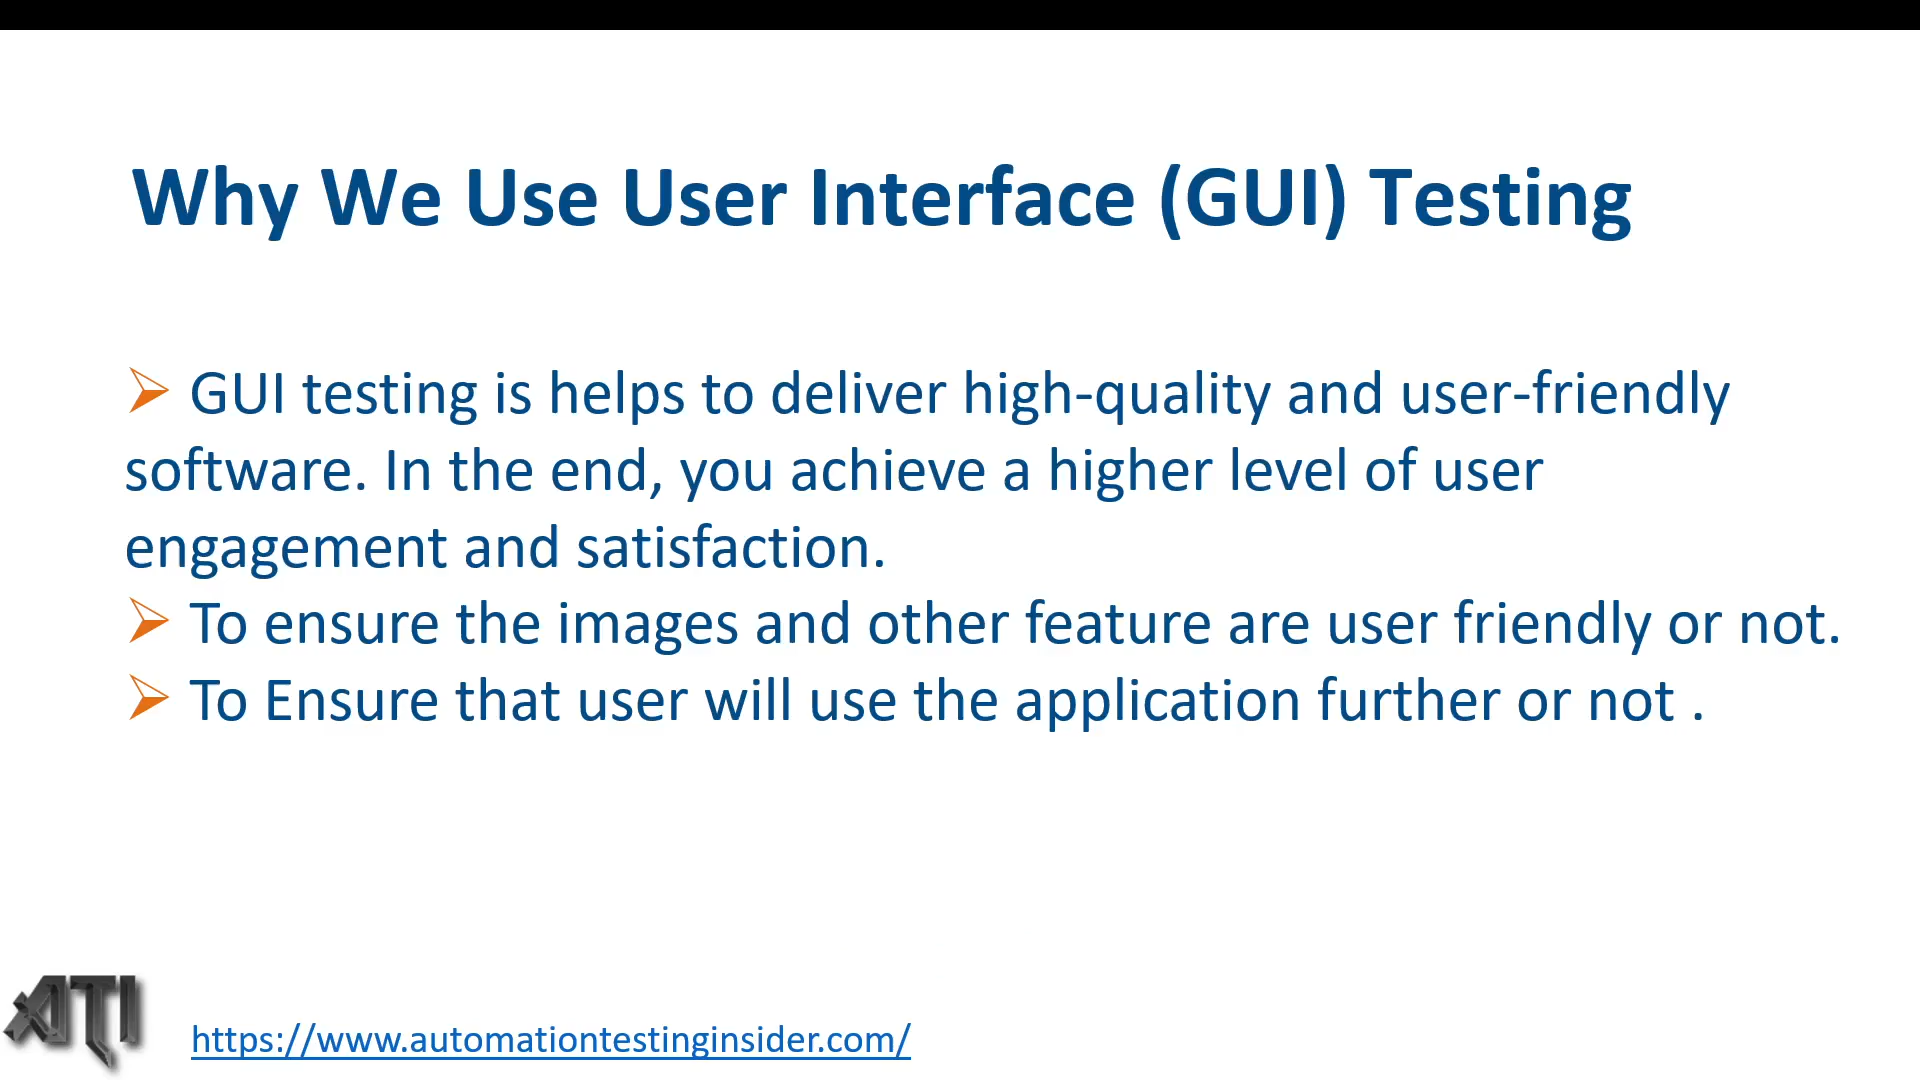 Why We Use User Interface (GUI) Testing
➢ GUI testing is helps to deliver high-quality and user-friendly
software. In the end, you achieve a higher level of user
engagement and satisfaction.
➢ To ensure the images and other feature are user friendly or not.
➢ To Ensure that user will use the application further or not .
ATI
https://www.automationtestinginsider.com/